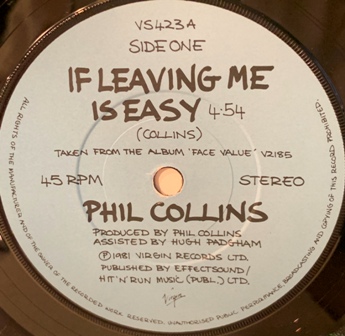 VS423A
SIDE ONE
IF LEAVING ME
IS EASY 4:54
(COLLINS)
TAKEN FROM THE ALBUM 'FACE VALUE' V2185
45 RPM
STEREO
PHIL COLLINS
PRODUCED BY PHIL COLLINS
ASSISTED BY HUGH PADGHAM
℗ 1981 VIRGIN RECORDS LTD.
PUBLISHED BY EFFECTSOUND/
HIT 'N' RUN MUSIC (PUBL.) LTD.
Virgin
ALL RIGHTS OF THE MANUFACTURER AND OF THE OWNER OF THE RECORDED WORK RESERVED. UNAUTHORISED PUBLIC PERFORMANCE, BROADCASTING AND COPYING OF THIS RECORD PROHIBITED.